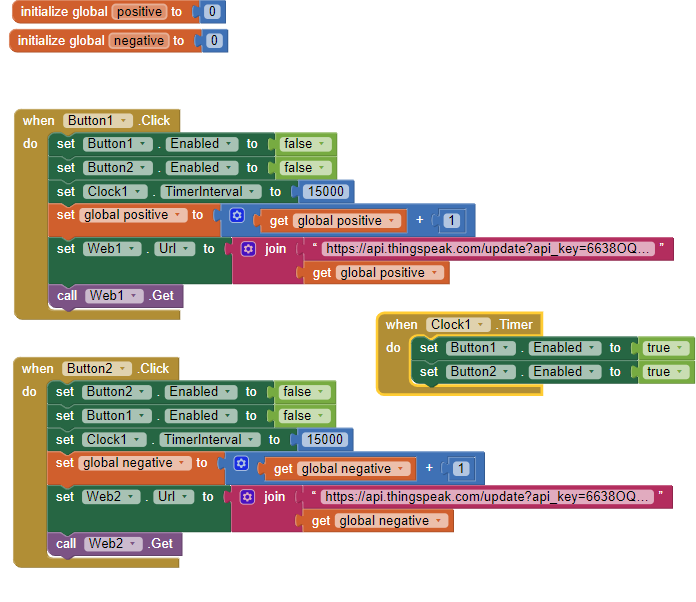 initialize global positive to 0
initialize global negative to 0
when Button1 .Click
do set Button1 . Enabled to false
set Button2 . Enabled to false
set Clock1 . TimerInterval to 15000
set global positive to get global positive + 1
set Web1 . Url to join “ https://api.thingspeak.com/update?api_key=6638OQ... ”
get global positive
call Web1 .Get
when Clock1 .Timer
do set Button1 . Enabled to true
set Button2 . Enabled to true
when Button2 .Click
do set Button2 . Enabled to false
set Button1 . Enabled to false
set Clock1 . TimerInterval to 15000
set global negative to get global negative + 1
set Web2 . Url to join “ https://api.thingspeak.com/update?api_key=6638OQ... ”
get global negative
call Web2 .Get